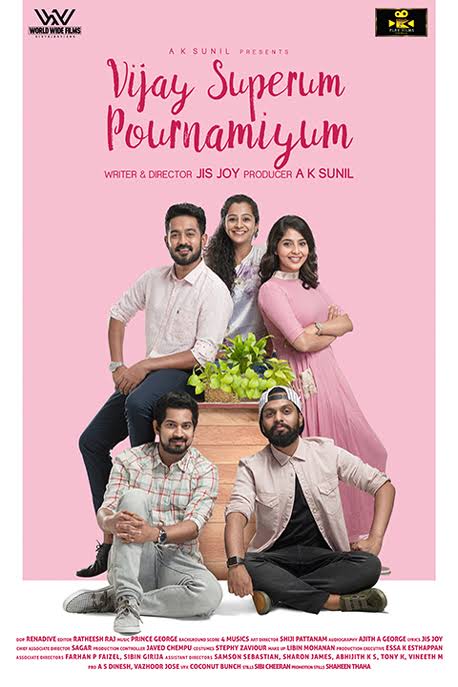 WORLD WIDE FILMS
DISTRIBUTIONS
A K SUNIL PRESENTS
Vijay Superum
Pournamiyum
WRITER & DIRECTOR JIS JOY PRODUCER A K SUNIL
DOP RENADIVE EDITOR RATHEESH RAJ MUSIC PRINCE GEORGE BACKGROUND SCORE 4 MUSICS ART DIRECTOR SHIJI PATTANAM AUDIOGRAPHY AJITH A GEORGE LYRICS JIS JOY
CHIEF ASSOCIATE DIRECTOR SAGAR PRODUCTION CONTROLLER JAVED CHEMPU COSTUMES STEPHY ZAVIOUR MAKE UP LIBIN MOHANAN PRODUCTION EXECUTIVE ESSA K ESTHAPPAN
ASSOCIATE DIRECTORS FARHAN P FAIZEL, SIBIN GIRIJA ASSISTANT DIRECTORS SAMSON SEBASTIAN, SHARON JAMES, ABHIJITH K S, TONY K, VINEETH M
PRO A S DINESH, VAZHOOR JOSE VFX COCONUT BUNCH STILLS SIBI CHEERAN PROMOTION STILLS SHAHEEN THAHA